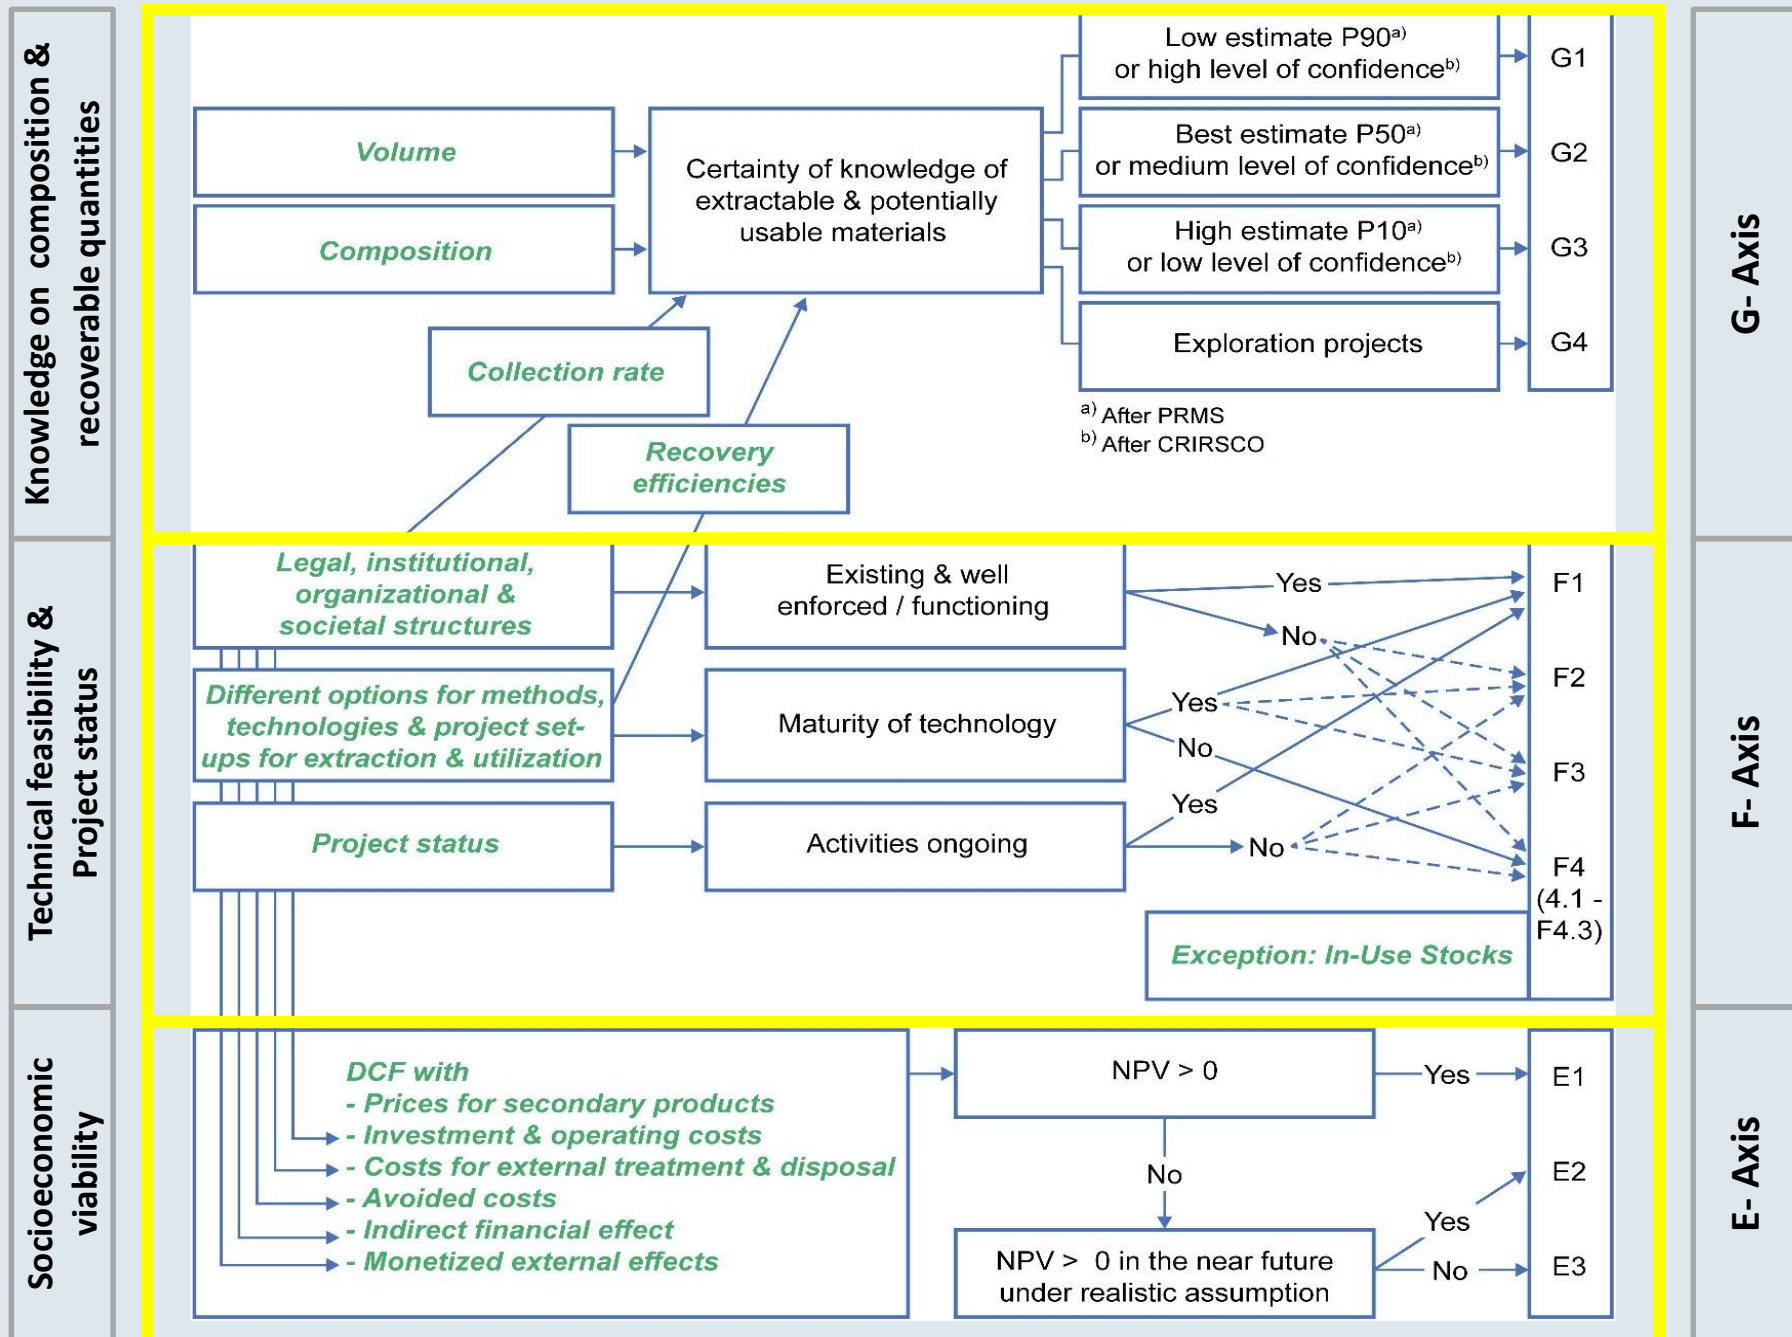 Knowledge on composition &
recoverable quantities
Volume
Composition
Certainty of knowledge of
extractable & potentially
usable materials
Low estimate P90a)
or high level of confidenceb)
Best estimate P50a)
or medium level of confidenceb)
High estimate P10a)
or low level of confidenceb)
Exploration projects
G1
G2
G3
G4
a) After PRMS
b) After CRIRSCO
Collection rate
Recovery
efficiencies
G- Axis
Technical feasibility &
Project status
Legal, institutional,
organizational &
societal structures
Different options for methods,
technologies & project set-
ups for extraction & utilization
Project status
Existing & well
enforced / functioning
Maturity of technology
Activities ongoing
Yes
No
Yes
No
Yes
No
F1
F2
F3
F4
(4.1 -
F4.3)
Exception: In-Use Stocks
F- Axis
Socioeconomic
viability
DCF with
- Prices for secondary products
- Investment & operating costs
- Costs for external treatment & disposal
- Avoided costs
- Indirect financial effect
- Monetized external effects
NPV > 0
Yes
No
NPV > 0 in the near future
under realistic assumption
Yes
No
E1
E2
E3
E- Axis